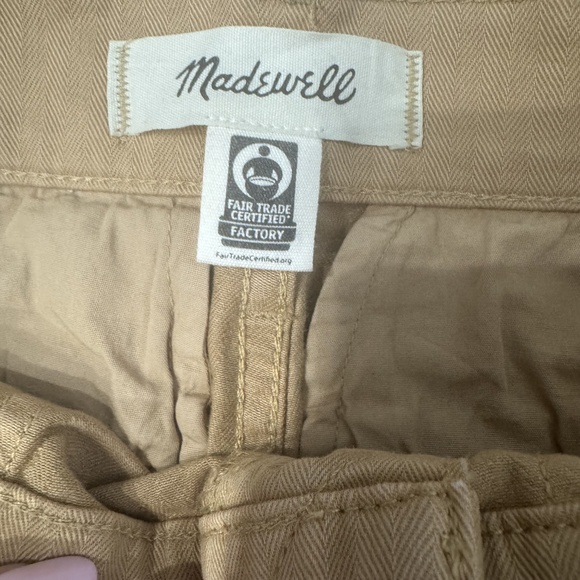 Madewell
FAIR TRADE
CERTIFIED
FACTORY
FairTradeCertified.org